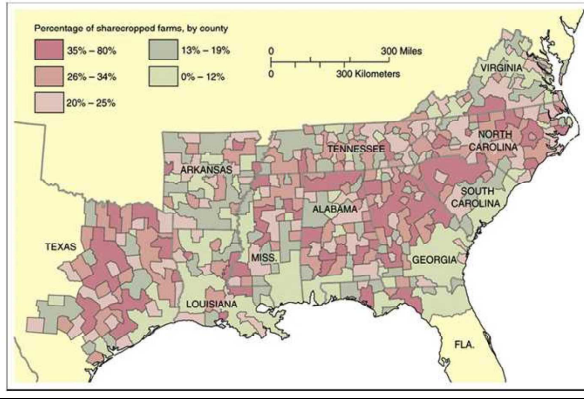 Percentage of sharecropped farms, by county
35% – 80%
13% – 19%
26% – 34%
0% – 12%
20% – 25%
0
300 Miles
0
300 Kilometers
VIRGINIA
NORTH
CAROLINA
TENNESSEE
ARKANSAS
SOUTH
CAROLINA
ALABAMA
TEXAS
MISS.
GEORGIA
LOUISIANA
FLA.